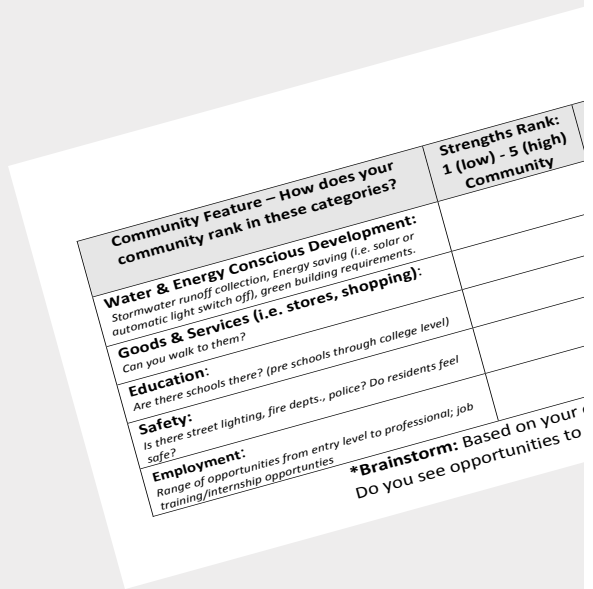 Community Feature – How does your
community rank in these categories?
Strengths Rank:
1 (low) - 5 (high)
Community
Water & Energy Conscious Development:
Stormwater runoff collection, Energy saving (i.e. solar or
automatic light switch off), green building requirements.
Goods & Services (i.e. stores, shopping):
Can you walk to them?
Education:
Are there schools there? (pre schools through college level)
Safety:
Is there street lighting, fire depts., police? Do residents feel
safe?
Employment:
Range of opportunities from entry level to professional; job
training/internship opportunties
*Brainstorm: Based on your
Do you see opportunities to